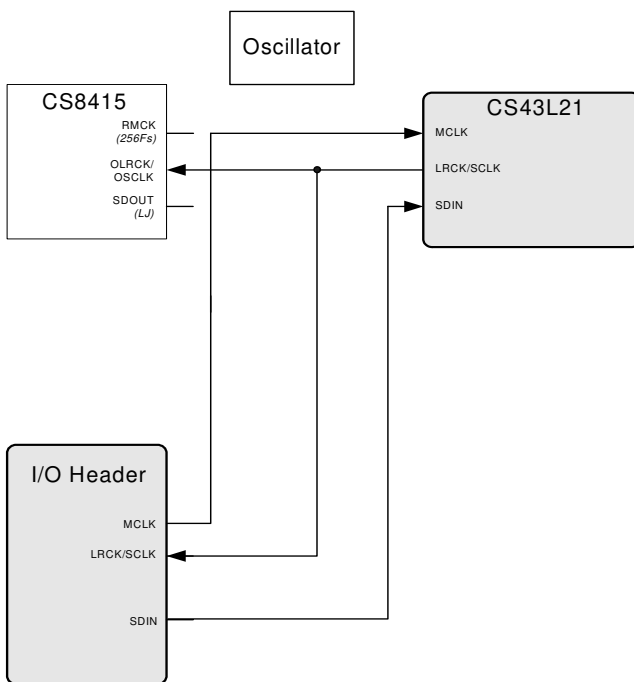 Oscillator
CS8415
RMCK
(256Fs)
OLRCK/
OSCLK
SDOUT
(LJ)
CS43L21
MCLK
LRCK/SCLK
SDIN
I/O Header
MCLK
LRCK/SCLK
SDIN